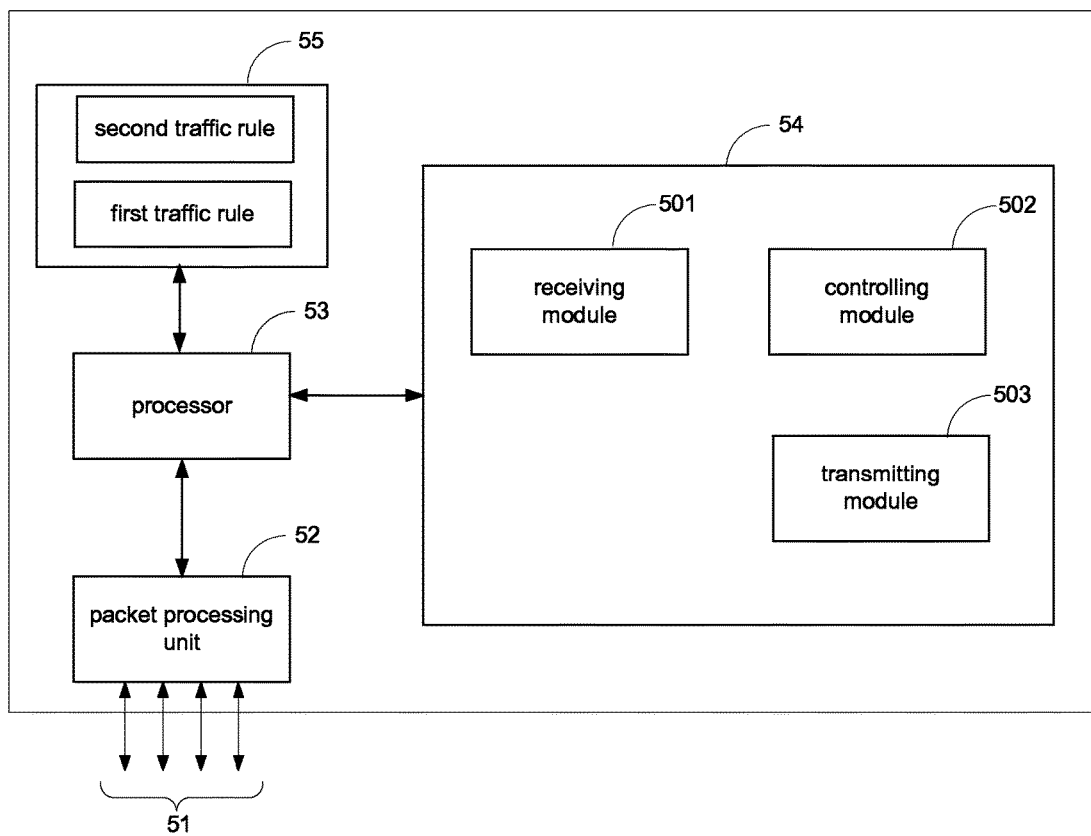 55
second traffic rule
first traffic rule
54
501
receiving
module
502
controlling
module
53
processor
503
transmitting
module
52
packet processing
unit
51